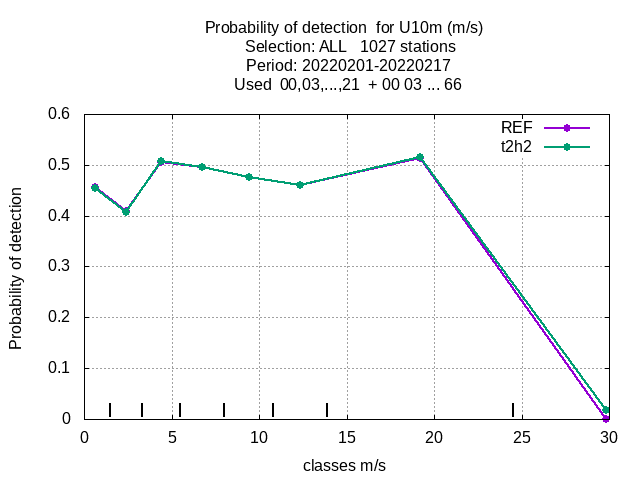 Probability of detection  for U10m (m/s)
Selection: ALL   1027 stations
Period: 20220201-20220217
Used  00,03,...,21  + 00 03 ... 66
REF
t2h2
Probability of detection
0.6
0.5
0.4
0.3
0.2
0.1
0
0 5 10 15 20 25 30
classes m/s